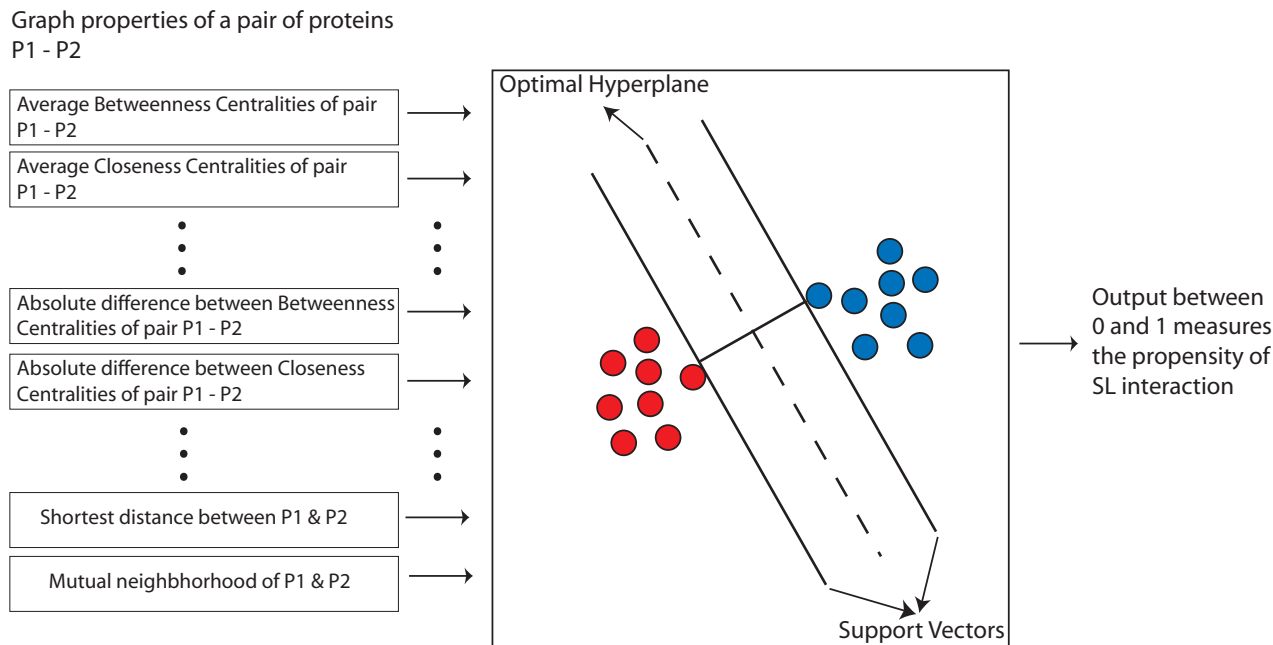 Graph properties of a pair of proteins
P1 - P2
Average Betweenness Centralities of pair
P1 - P2
Average Closeness Centralities of pair
P1 - P2
Absolute difference between Betweenness
Centralities of pair P1 - P2
Absolute difference between Closeness
Centralities of pair P1 - P2
Shortest distance between P1 & P2
Mutual neighbhorhood of P1 & P2
Optimal Hyperplane
Support Vectors
Output between
0 and 1 measures
the propensity of
SL interaction